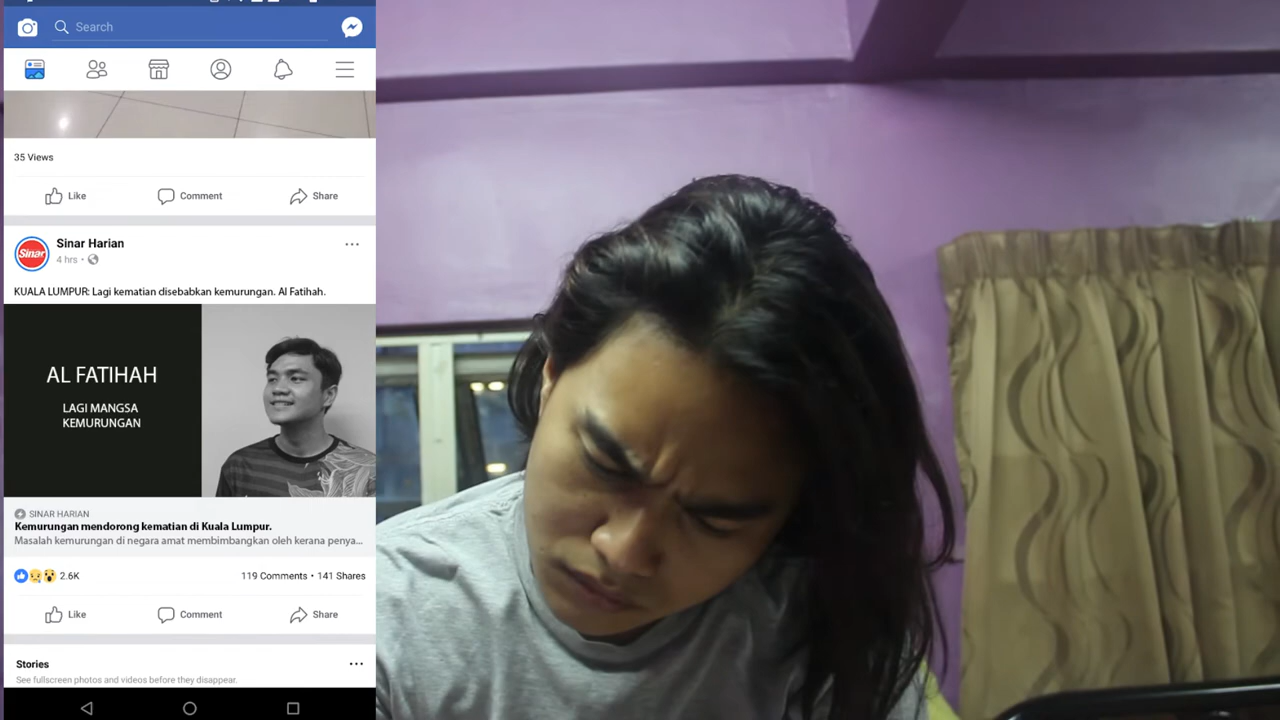 Search
35 Views
Like Comment Share
Sinar
Sinar Harian
4 hrs
KUALA LUMPUR: Lagi kematian disebabkan kemurungan. Al Fatihah.
AL FATIHAH
LAGI MANGSA
KEMURUNGAN
SINAR HARIAN
Kemurungan mendorong kematian di Kuala Lumpur.
Masalah kemurungan di negara amat membimbangkan oleh kerana penya...
2.6K 119 Comments • 141 Shares
Like Comment Share
Stories
See fullscreen photos and videos before they disappear.